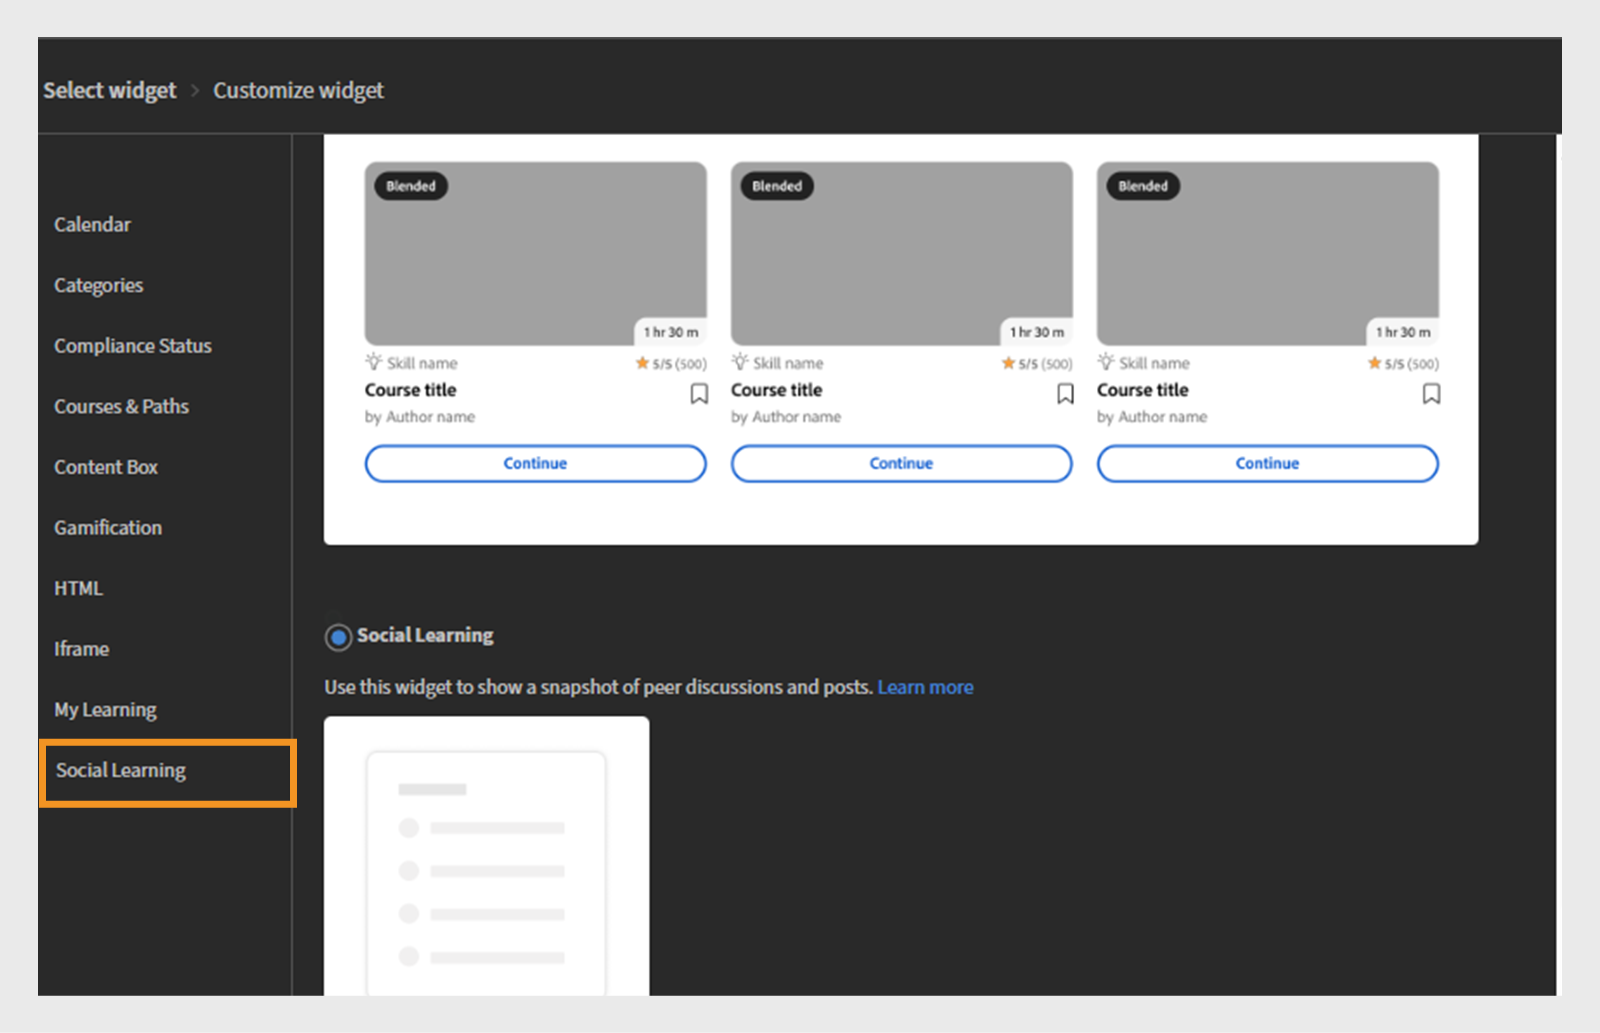 Select widget > Customize widget
Calendar
Categories
Compliance Status
Courses & Paths
Content Box
Gamification
HTML
Iframe
My Learning
Social Learning
Blended Blended Blended
1 hr 30 m 1 hr 30 m 1 hr 30 m
Skill name 5/5 (500) Skill name 5/5 (500) Skill name 5/5 (500)
Course title Course title Course title
by Author name by Author name by Author name
Continue Continue Continue
Social Learning
Use this widget to show a snapshot of peer discussions and posts. Learn more